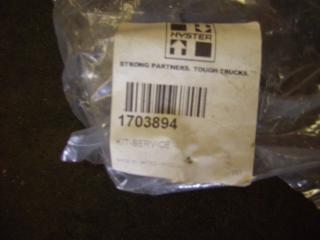 HYSTER
STRONG PARTNERS. TOUGH TRUCKS.
1703894
KIT-SERVICE